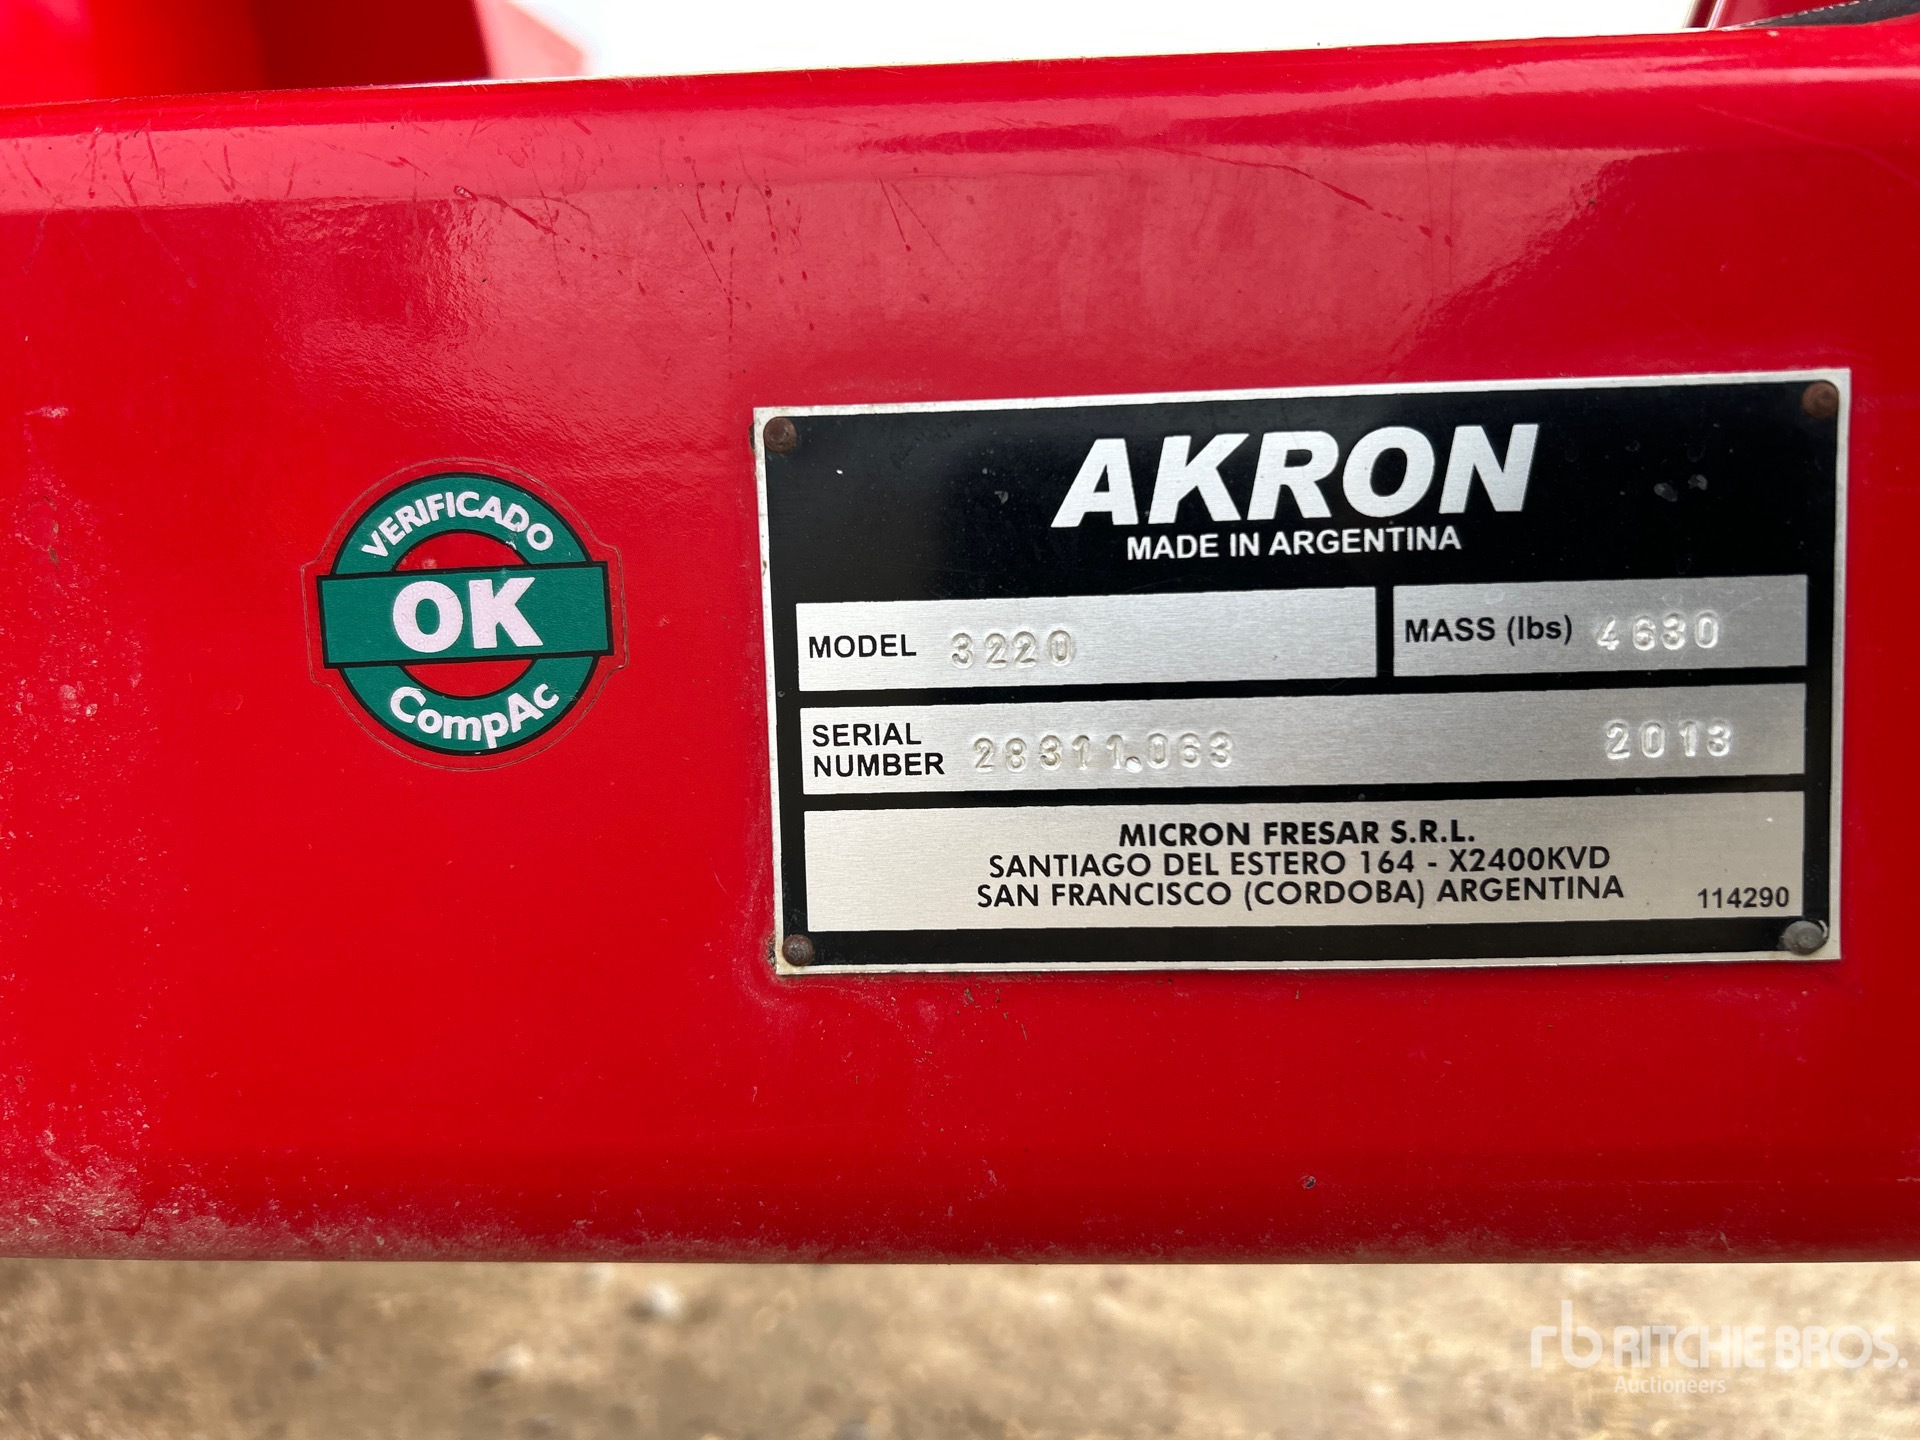 VERIFICADO
OK
CompAc
AKRON
MADE IN ARGENTINA
MODEL 3220
MASS (lbs) 4630
SERIAL
NUMBER 28311.063 2013
MICRON FRESAR S.R.L.
SANTIAGO DEL ESTERO 164 - X2400KVD
SAN FRANCISCO (CORDOBA) ARGENTINA
114290
rb RITCHIE BROS.
Auctioneers